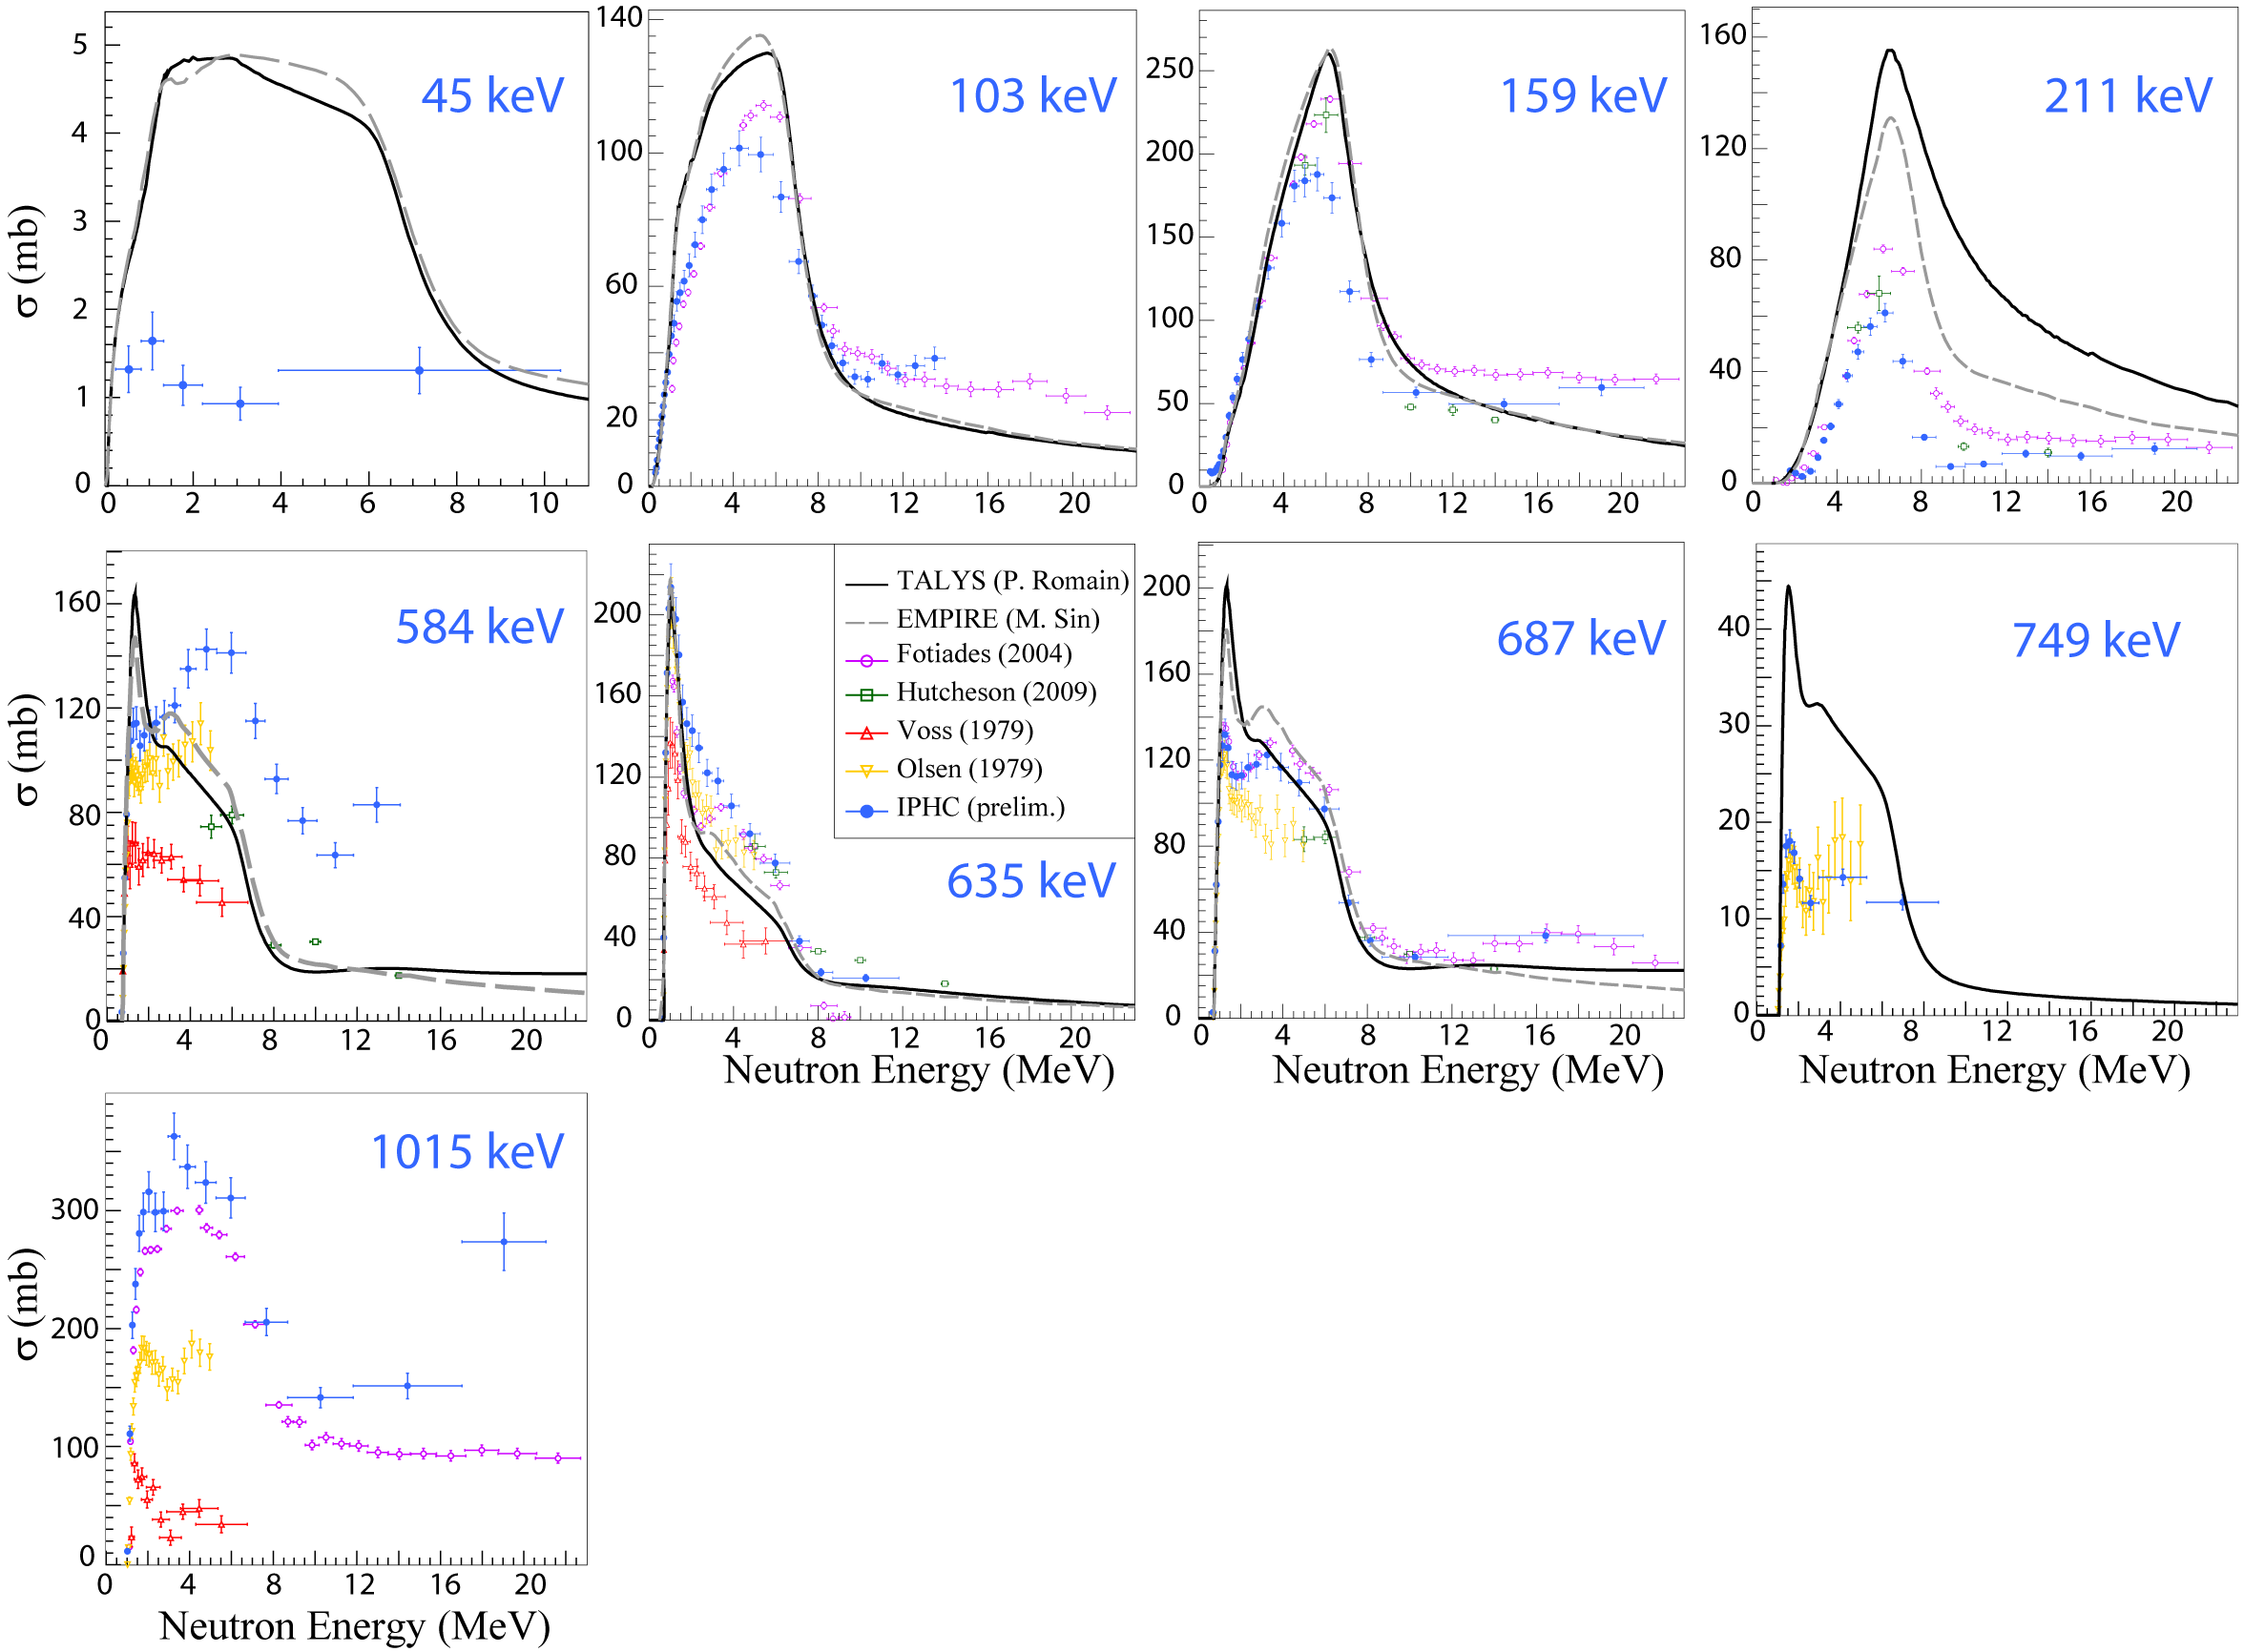 45 keV
σ (mb)
5
4
3
2
1
0
0 2 4 6 8 10
103 keV
140
100
60
20
0
0 4 8 12 16 20
159 keV
250
200
150
100
50
0
0 4 8 12 16 20
211 keV
160
120
80
40
0
0 4 8 12 16 20
584 keV
σ (mb)
160
120
80
40
0
0 4 8 12 16 20
TALYS (P. Romain)
EMPIRE (M. Sin)
Fotiades (2004)
Hutcheson (2009)
Voss (1979)
Olsen (1979)
IPHC (prelim.)
635 keV
200
160
120
80
40
0
0 4 8 12 16 20
Neutron Energy (MeV)
687 keV
200
160
120
80
40
0
0 4 8 12 16 20
Neutron Energy (MeV)
749 keV
40
30
20
10
0
0 4 8 12 16 20
Neutron Energy (MeV)
1015 keV
σ (mb)
300
200
100
0
0 4 8 12 16 20
Neutron Energy (MeV)